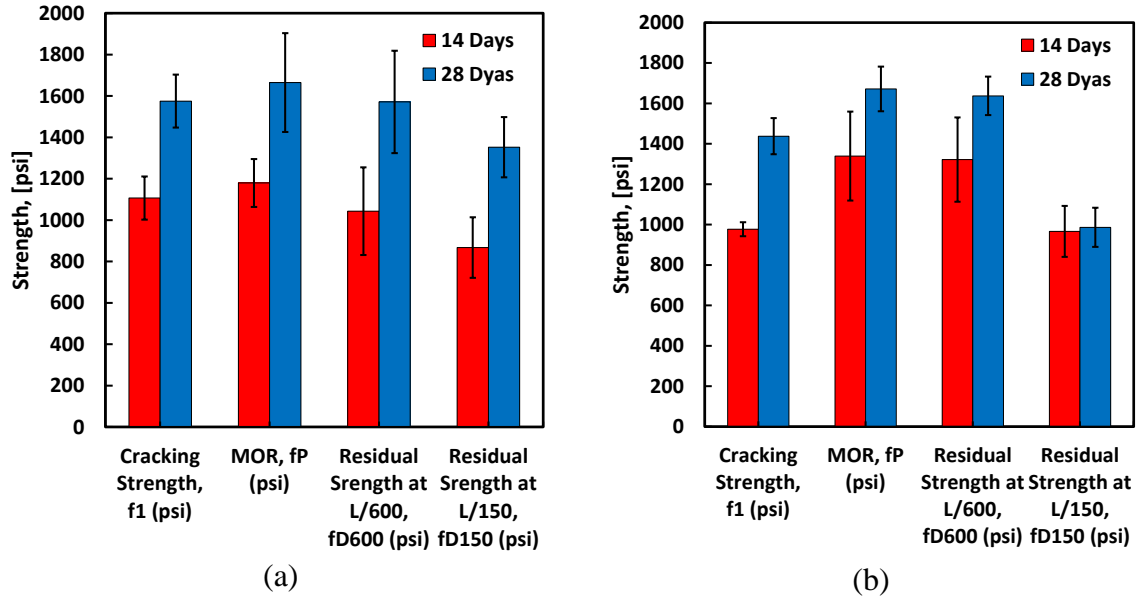 2000
1800
1600
1400
1200
1000
800
600
400
200
0
Strength, [psi]
14 Days
28 Dyas
Cracking
Strength,
f1 (psi)
MOR, fP
(psi)
Residual
Srength at
L/600,
fD600 (psi)
Residual
Srength at
L/150,
fD150 (psi)
(a)
2000
1800
1600
1400
1200
1000
800
600
400
200
0
Strength, [psi]
14 Days
28 Dyas
Cracking
Strength,
f1 (psi)
MOR, fP
(psi)
Residual
Strength at
L/600,
fD600 (psi)
Residual
Strength at
L/150,
fD150 (psi)
(b)